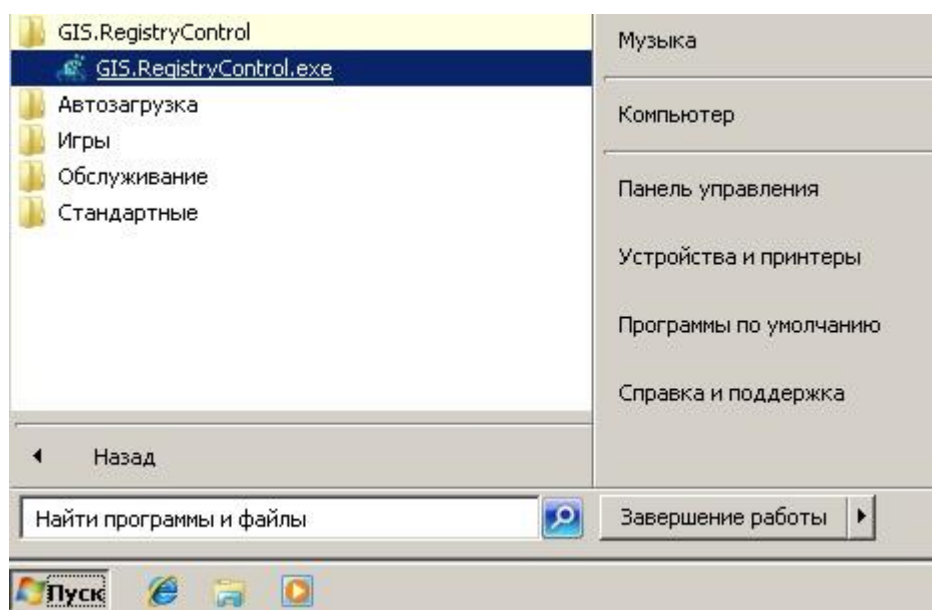 GIS.RegistryControl
GIS.RegistryControl.exe
Автозагрузка
Игры
Обслуживание
Стандартные
Назад
Найти программы и файлы
Музыка
Компьютер
Панель управления
Устройства и принтеры
Программы по умолчанию
Справка и поддержка
Завершение работы
Пуск